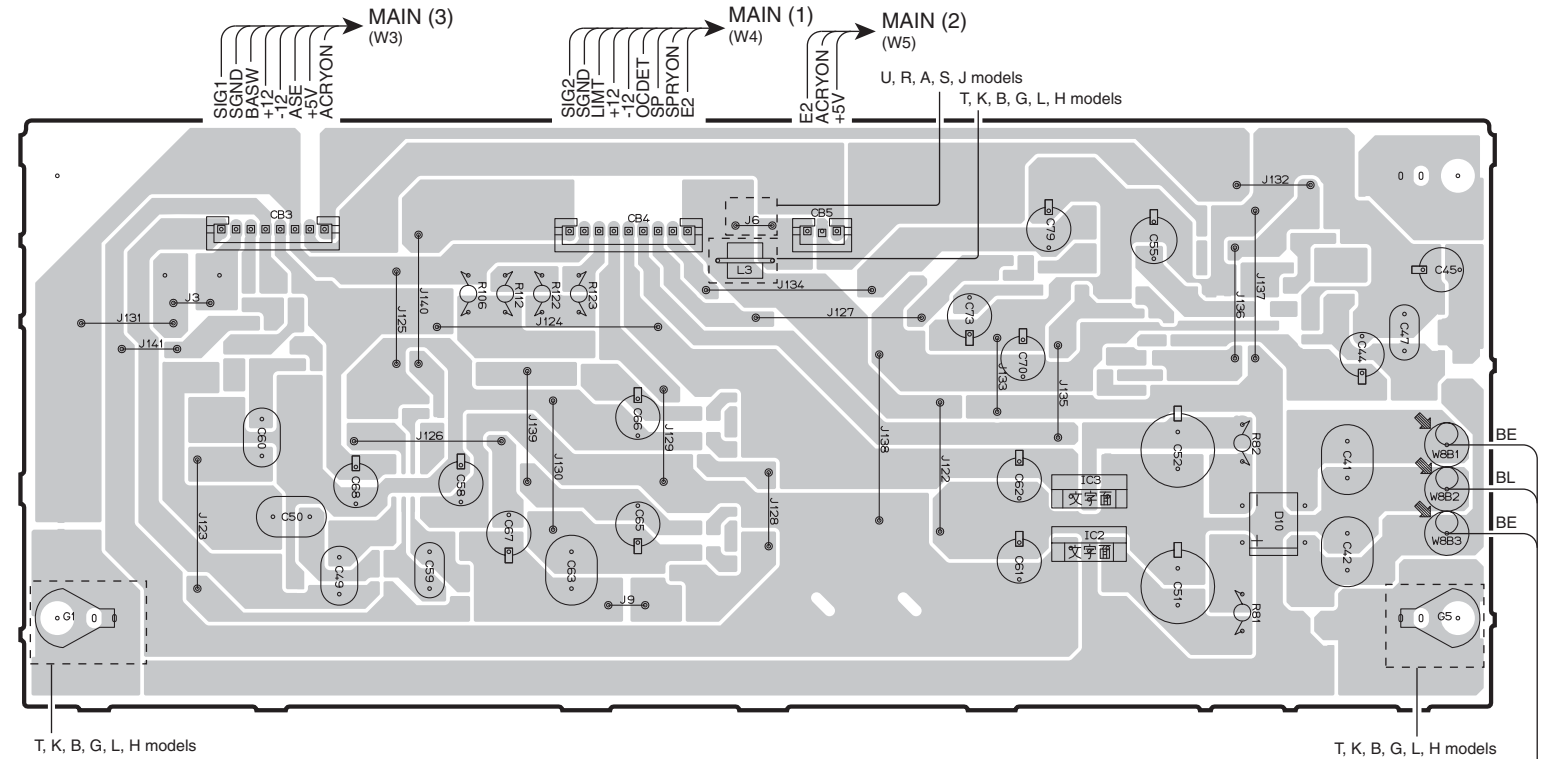 MAIN (3)
(W3)
MAIN (1)
(W4)
MAIN (2)
(W5)
SIG1
SGND
BASW
+12
-12
ASE
+5V
ACRYON
SIG2
SGND
LIMT
+12
-12
OCDET
SP
SPRYON
E2
E2
ACRYON
+5V
U, R, A, S, J models
T, K, B, G, L, H models
CB3
CB4
J6
CB5
L3
C79
C55
J132
C45
J3
J131
J141
J125
J140
R106
R112
R122
R123
J124
J134
J127
C73
C70
J133
J135
J136
J137
C44
C47
C60
J126
J139
J130
C66
J129
J138
J122
C52
R82
C41
W8B1
BE
W8B2
BL
W8B3
BE
J123
C68
C58
C50
C67
C65
J128
C62
IC3
文字面
IC2
文字面
C61
D10
+
C42
C49
C59
C63
J9
C51
R81
G1
G5
T, K, B, G, L, H models
T, K, B, G, L, H models